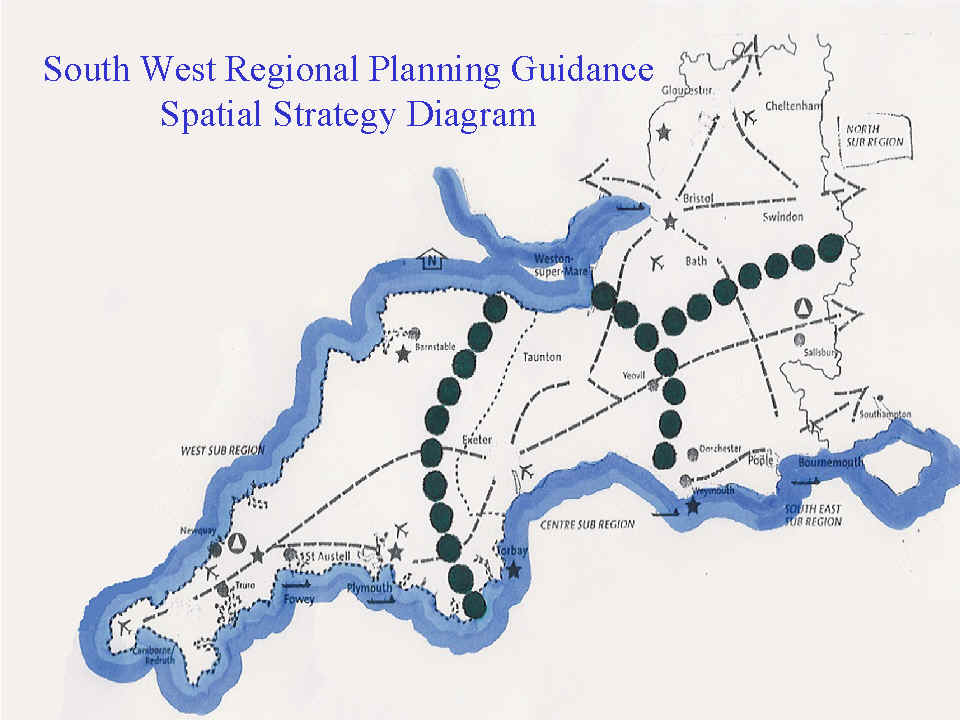 South West Regional Planning Guidance
Spatial Strategy Diagram
Gloucester.
Cheltenham
NORTH
SUB REGION
Bristol
Swindon
N
Weston-
super-Mare
Bath
Barnstable
Taunton
Salisbury
Yeovil
Southampton
Exeter
WEST SUB REGION
Dorchester
Poole
Bournemouth
Weymouth
SOUTH EAST
SUB REGION
CENTRE SUB REGION
Newquay
St Austell
Torbay
Truro
Fowey
Plymouth
Camborne/
Redruth